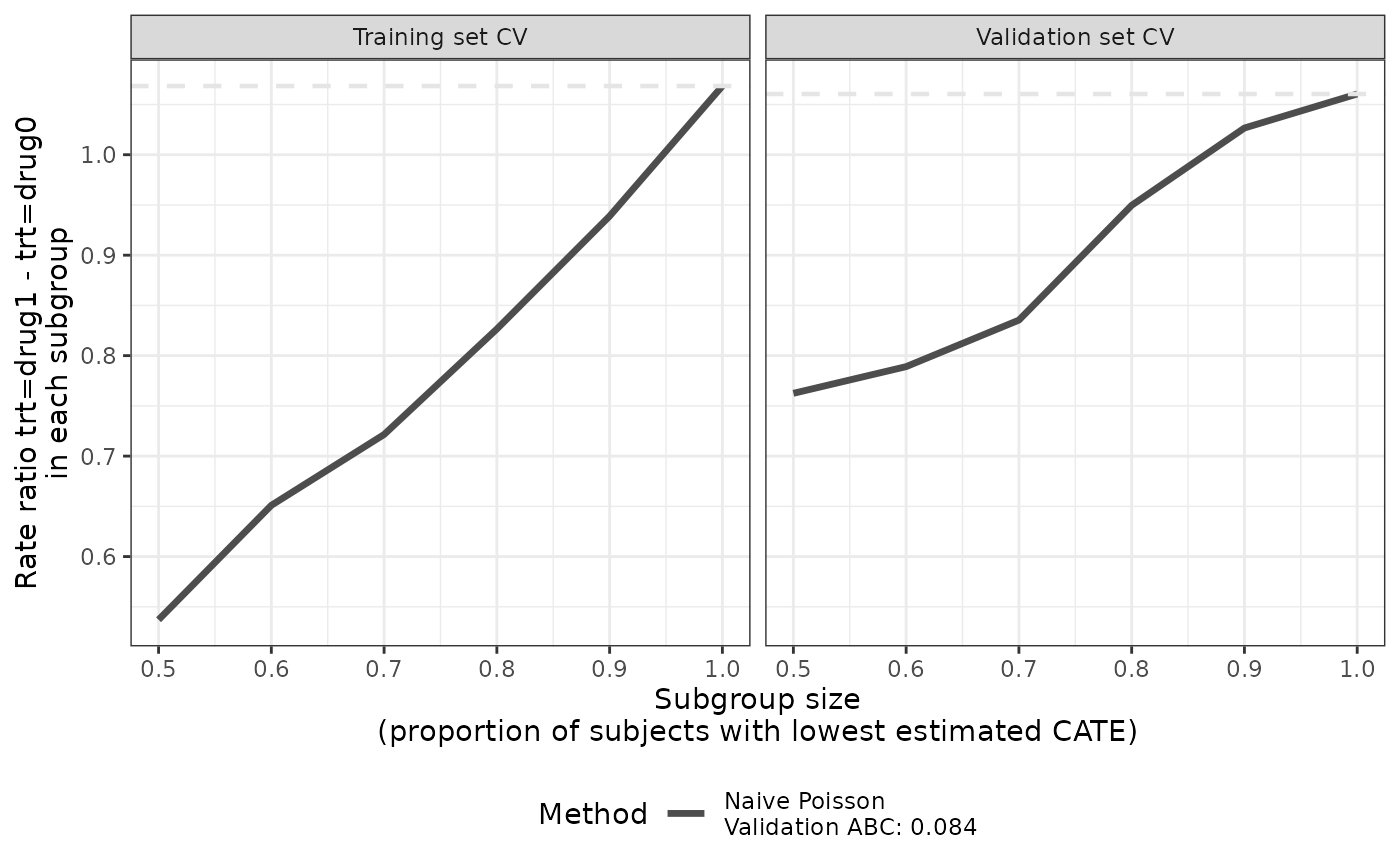 Training set CV
Validation set CV
Rate ratio trt=drug1 - trt=drug0
in each subgroup
1.0
0.9
0.8
0.7
0.6
0.5 0.6 0.7 0.8 0.9 1.0
0.5 0.6 0.7 0.8 0.9 1.0
Subgroup size
(proportion of subjects with lowest estimated CATE)
Method
Naive Poisson
Validation ABC: 0.084